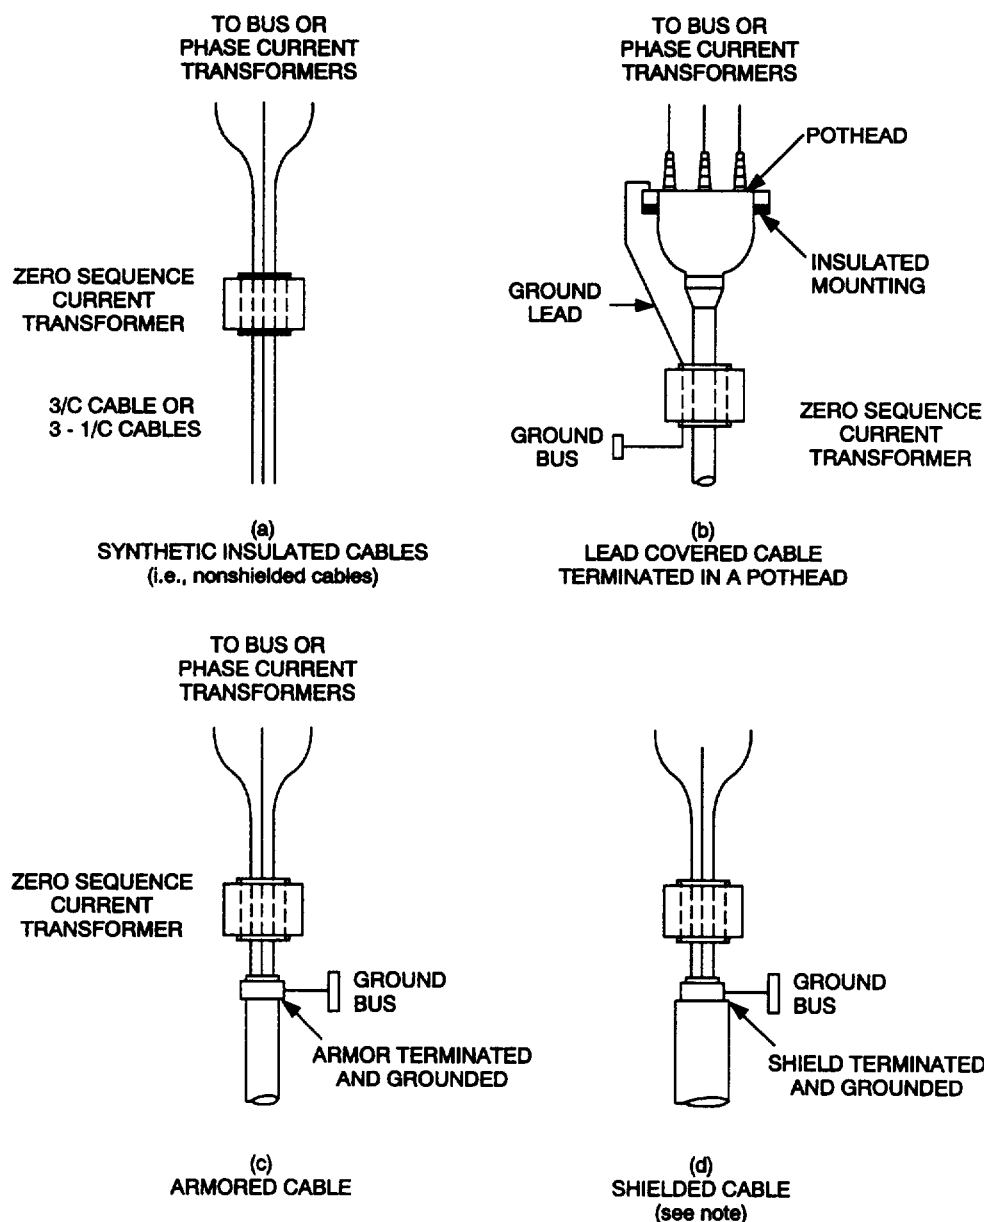 TO BUS OR
PHASE CURRENT
TRANSFORMERS
ZERO SEQUENCE
CURRENT
TRANSFORMER
3/C CABLE OR
3 - 1/C CABLES
(a)
SYNTHETIC INSULATED CABLES
(i.e., nonshielded cables)
TO BUS OR
PHASE CURRENT
TRANSFORMERS
POTHEAD
INSULATED
MOUNTING
GROUND
LEAD
GROUND
BUS
ZERO SEQUENCE
CURRENT
TRANSFORMER
(b)
LEAD COVERED CABLE
TERMINATED IN A POTHEAD
TO BUS OR
PHASE CURRENT
TRANSFORMERS
ZERO SEQUENCE
CURRENT
TRANSFORMER
GROUND
BUS
ARMOR TERMINATED
AND GROUNDED
(c)
ARMORED CABLE
GROUND
BUS
SHIELD TERMINATED
AND GROUNDED
(d)
SHIELDED CABLE
(see note)